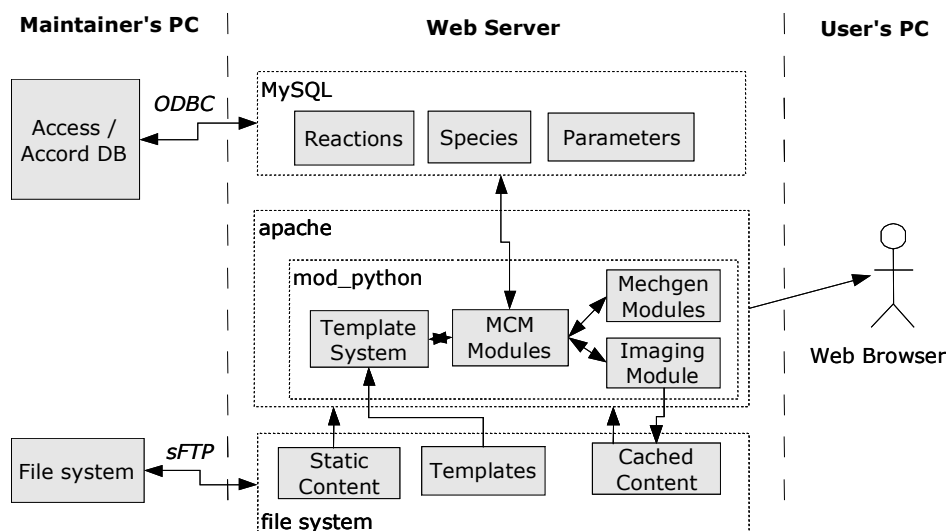 Maintainer's PC
Web Server
User's PC
MySQL
ODBC
Access /
Accord DB
Reactions
Species
Parameters
apache
mod_python
Template
System
MCM
Modules
Mechgen
Modules
Imaging
Module
Web Browser
File system
sFTP
Static
Content
Templates
Cached
Content
file system